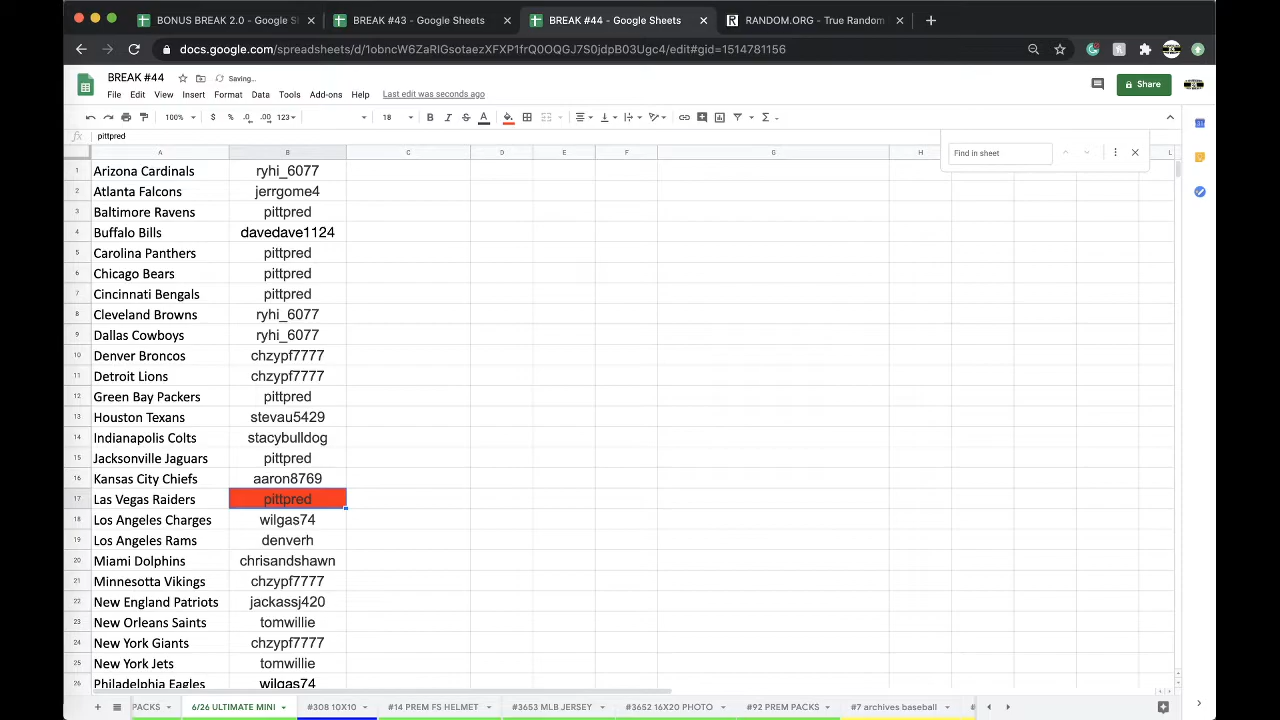 BONUS BREAK 2.0 - Google S
BREAK #43 - Google Sheets
BREAK #44 - Google Sheets
RANDOM.ORG - True Random
docs.google.com/spreadsheets/d/1obncW6ZaRIGsotaezXFXP1frQ0OQGJ7S0jdpB03Ugc4/edit#gid=1514781156
BREAK #44
Saving...
File Edit View Insert Format Data Tools Add-ons Help Last edit was seconds ago
Share
100% $ % .0 .00 123 18 B I S A
fx pittpred
Find in sheet
A B C D E F G H L
1 Arizona Cardinals ryhi_6077
2 Atlanta Falcons jerrgome4
3 Baltimore Ravens pittpred
4 Buffalo Bills davedave1124
5 Carolina Panthers pittpred
6 Chicago Bears pittpred
7 Cincinnati Bengals pittpred
8 Cleveland Browns ryhi_6077
9 Dallas Cowboys ryhi_6077
10 Denver Broncos chzypf7777
11 Detroit Lions chzypf7777
12 Green Bay Packers pittpred
13 Houston Texans stevau5429
14 Indianapolis Colts stacybulldog
15 Jacksonville Jaguars pittpred
16 Kansas City Chiefs aaron8769
17 Las Vegas Raiders pittpred
18 Los Angeles Charges wilgas74
19 Los Angeles Rams denverh
20 Miami Dolphins chrisandshawn
21 Minnesotta Vikings chzypf7777
22 New England Patriots jackassj420
23 New Orleans Saints tomwillie
24 New York Giants chzypf7777
25 New York Jets tomwillie
26 Philadelphia Eagles wilgas74
PACKS 6/26 ULTIMATE MINI #308 10X10 #14 PREM FS HELMET #3653 MLB JERSEY #3652 16X20 PHOTO #92 PREM PACKS #7 archives baseball #